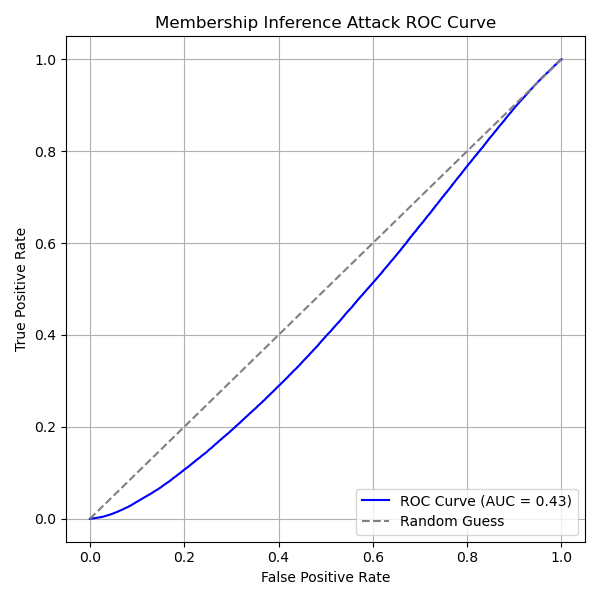 Membership Inference Attack ROC Curve
1.0
0.8
0.6
0.4
0.2
0.0
True Positive Rate
0.0 0.2 0.4 0.6 0.8 1.0
False Positive Rate
ROC Curve (AUC = 0.43)
Random Guess